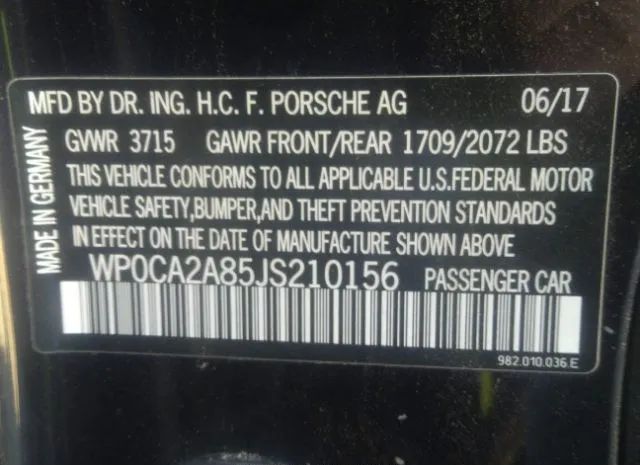 MFD BY DR. ING. H.C. F. PORSCHE AG 06/17
GVWR 3715 GAWR FRONT/REAR 1709/2072 LBS
THIS VEHICLE CONFORMS TO ALL APPLICABLE U.S.FEDERAL MOTOR
VEHICLE SAFETY,BUMPER,AND THEFT PREVENTION STANDARDS
IN EFFECT ON THE DATE OF MANUFACTURE SHOWN ABOVE
WP0CA2A85JS210156 PASSENGER CAR
982.010.036.E
MADE IN GERMANY